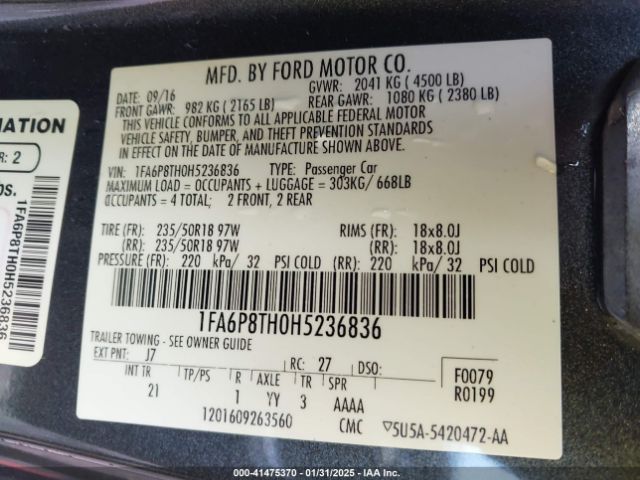 MFD. BY FORD MOTOR CO.
DATE: 09/16 GVWR: 2041 KG ( 4500 LB)
FRONT GAWR: 982 KG ( 2165 LB) REAR GAWR: 1080 KG ( 2380 LB)
THIS VEHICLE CONFORMS TO ALL APPLICABLE FEDERAL MOTOR
VEHICLE SAFETY, BUMPER, AND THEFT PREVENTION STANDARDS
IN EFFECT ON THE DATE OF MANUFACTURE SHOWN ABOVE.
VIN: 1FA6P8TH0H5236836 TYPE: Passenger Car
MAXIMUM LOAD = OCCUPANTS + LUGGAGE = 303KG/ 668LB
OCCUPANTS = 4 TOTAL; 2 FRONT, 2 REAR
TIRE (FR): 235/50R18 97W RIMS (FR): 18x8.0J
(RR): 235/50R18 97W (RR): 18x8.0J
PRESSURE (FR): 220 kPa/ 32 PSI COLD (RR): 220 kPa/ 32 PSI COLD
1FA6P8TH0H5236836
TRAILER TOWING - SEE OWNER GUIDE
EXT PNT: J7 RC: 27 DSO: F0079
INT TR TP/PS R AXLE TR SPR R0199
21 1 YY 3 AAAA
1201609263560 CMC ▽5U5A-5420472-AA
MATION
R: 2
os.
1FA6P8TH0H5236836
000-41475370 - 01/31/2025 - IAA Inc.